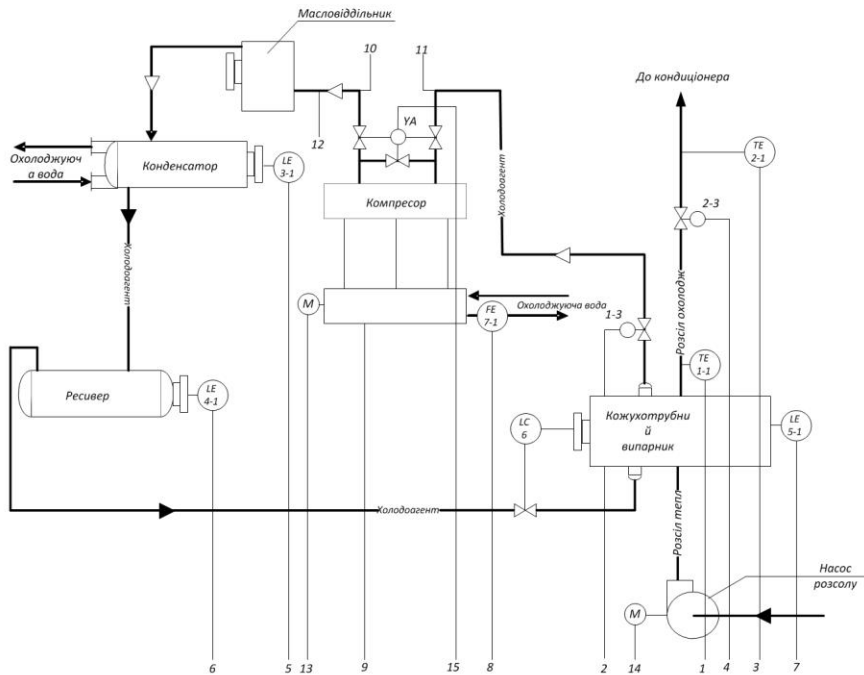 Масловіддільник
10
11
До кондиціонера
YA
TE
2-1
12
Охолоджуюч
а вода
Конденсатор
LE
3-1
Компресор
Холодоагент
2-3
Холодоагент
M
Охолоджуюча вода
FE
7-1
1-3
Розсіл охолодж
TE
1-1
Ресивер
LE
4-1
LC
6
Кожухотрубни
й
випарник
LE
5-1
Холодоагент
Розсіл тепл
Насос
розсолу
M
6
5
13
9
15
8
2
14
1
4
3
7